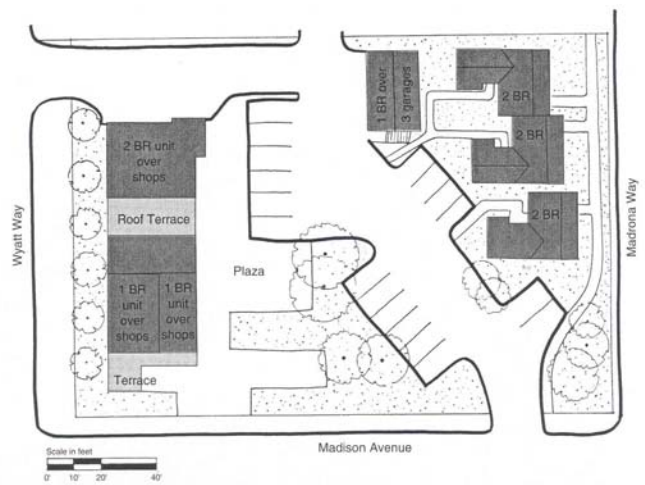 1 BR over
3 garages
2 BR
2 BR
2 BR
2 BR unit
over
shops
Roof Terrace
Plaza
1 BR
unit
over
shops
1 BR
unit
over
shops
Terrace
Wyatt Way
Madrona Way
Madison Avenue
Scale in feet
0' 10' 20' 40'